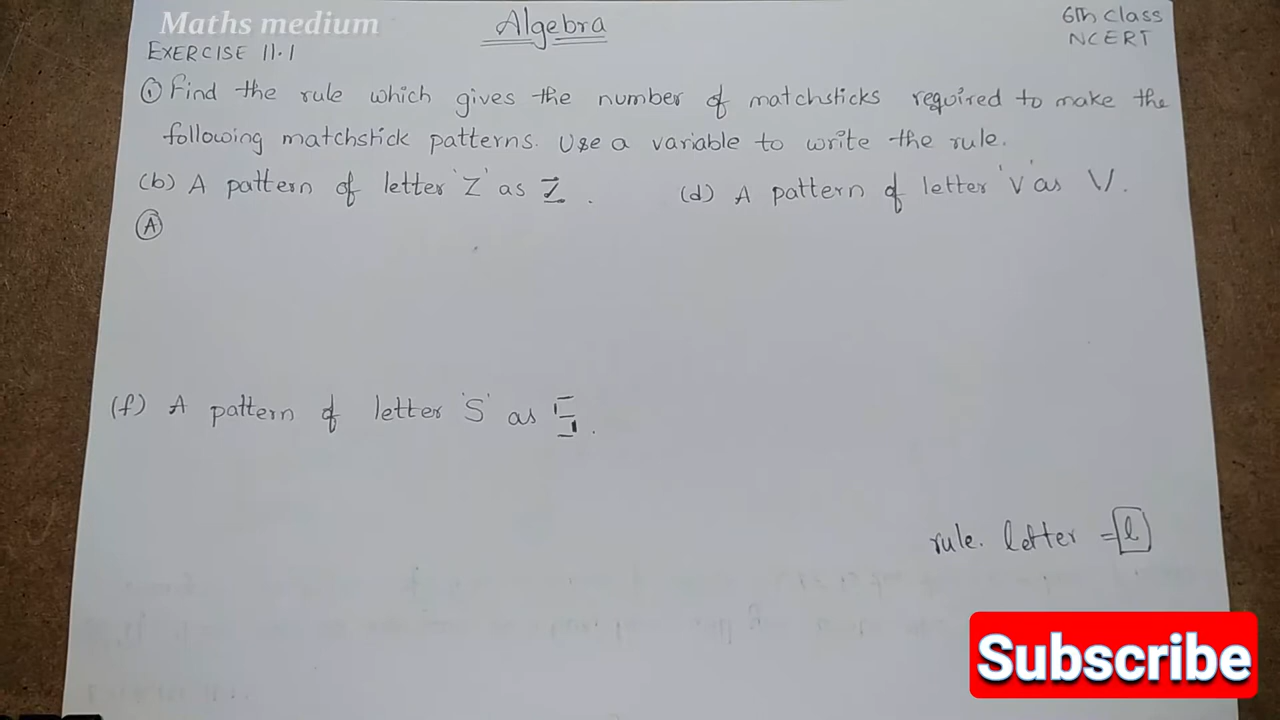 Maths medium
Algebra
6th class
NCERT
EXERCISE 11.1
① Find the rule which gives the number of matchsticks required to make the
following matchstick patterns. Use a variable to write the rule.
(b) A pattern of letter 'Z' as Z.
(d) A pattern of letter 'V' as V.
Ⓐ
(f) A pattern of letter 'S' as S.
rule. letter = l
Subscribe